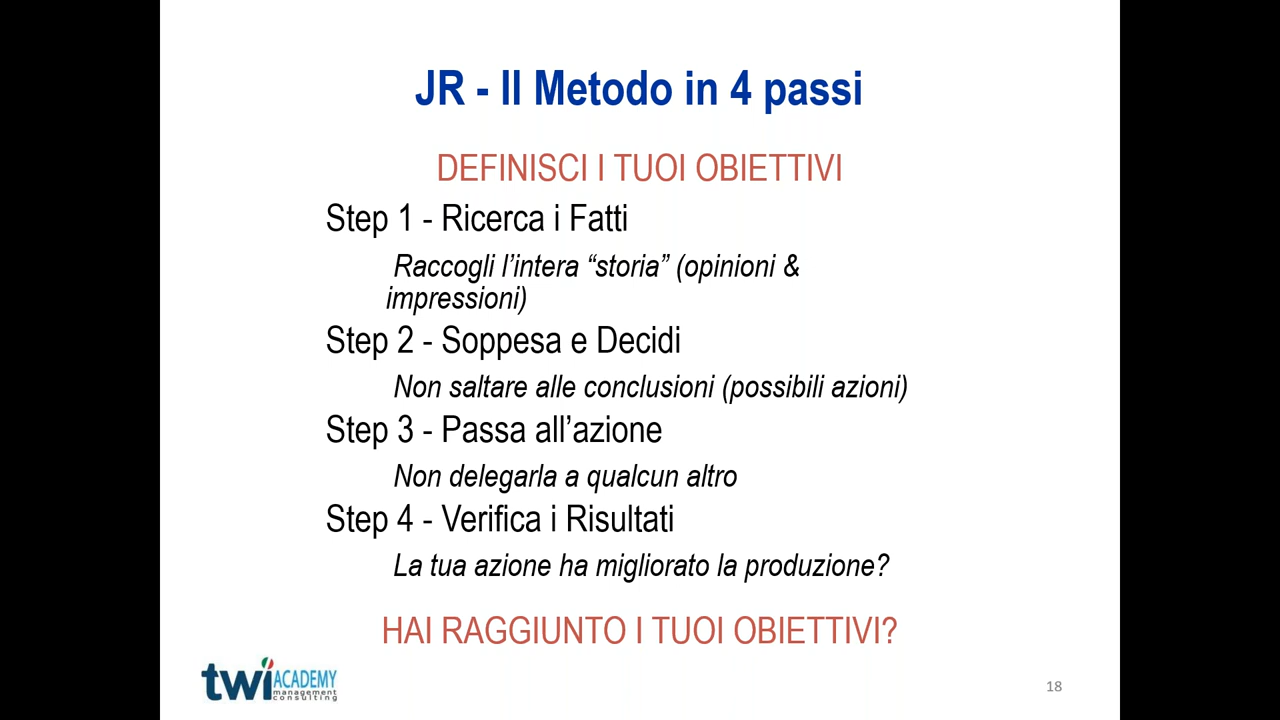 JR - Il Metodo in 4 passi
DEFINISCI I TUOI OBIETTIVI
Step 1 - Ricerca i Fatti
Raccogli l’intera “storia” (opinioni &
impressioni)
Step 2 - Soppesa e Decidi
Non saltare alle conclusioni (possibili azioni)
Step 3 - Passa all’azione
Non delegarla a qualcun altro
Step 4 - Verifica i Risultati
La tua azione ha migliorato la produzione?
HAI RAGGIUNTO I TUOI OBIETTIVI?
twi ACADEMY
management
consulting
18